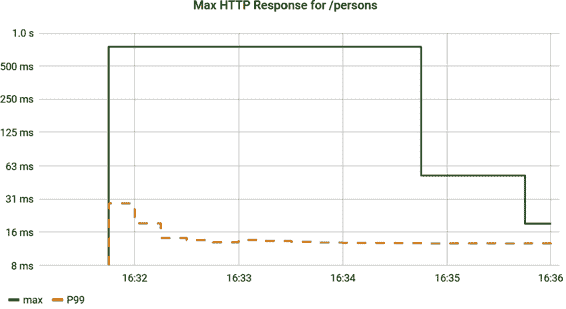 Max HTTP Response for /persons
1.0 s
500 ms
250 ms
125 ms
63 ms
31 ms
16 ms
8 ms
16:32 16:33 16:34 16:35 16:36
max P99